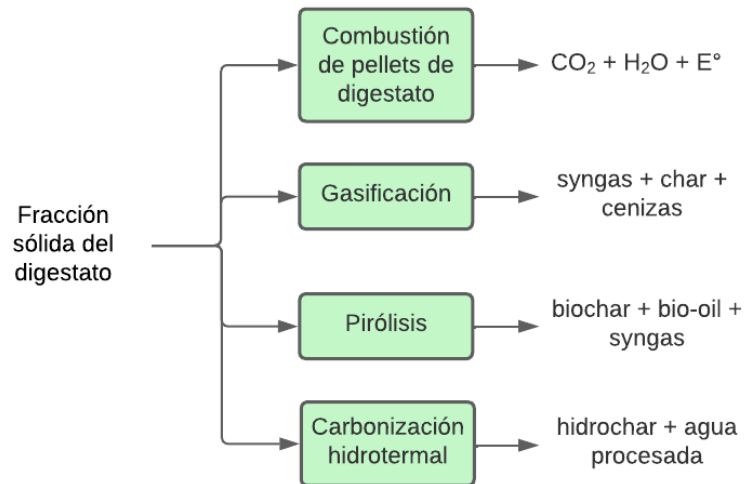 Combustión
de pellets de
digestato
CO₂ + H₂O + E°
Gasificación
syngas + char +
cenizas
Fracción
sólida del
digestato
Pirólisis
biochar + bio-oil +
syngas
Carbonización
hidrotermal
hidrochar + agua
procesada